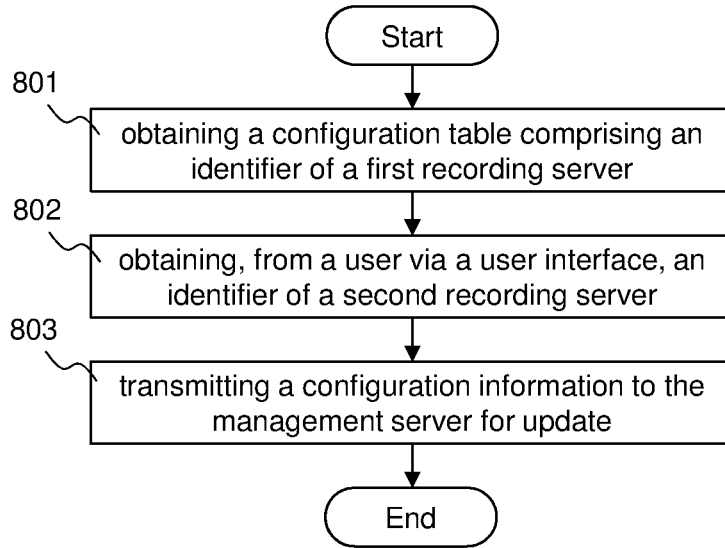 Start
801
obtaining a configuration table comprising an
identifier of a first recording server
802
obtaining, from a user via a user interface, an
identifier of a second recording server
803
transmitting a configuration information to the
management server for update
End